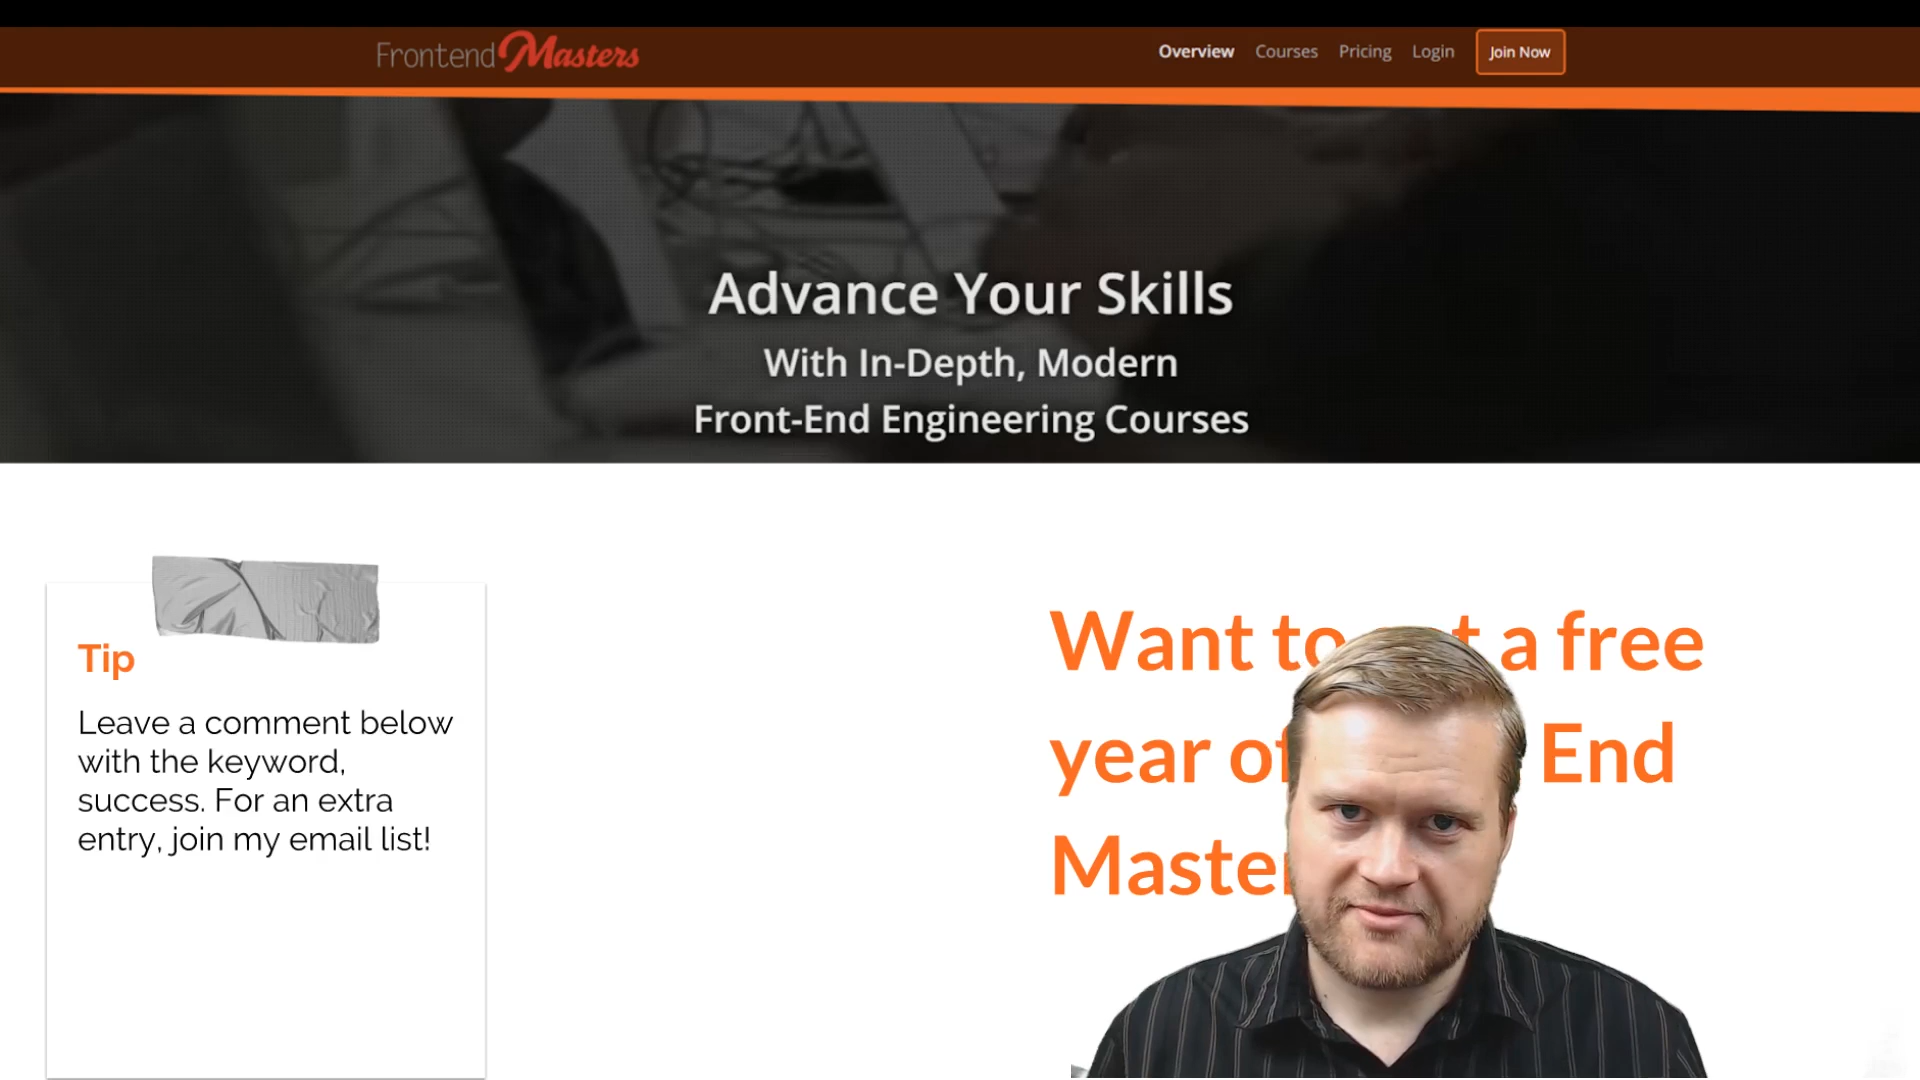 Frontend Masters
Overview Courses Pricing Login Join Now
Advance Your Skills
With In-Depth, Modern
Front-End Engineering Courses
Tip
Leave a comment below
with the keyword,
success. For an extra
entry, join my email list!
Want to a free
year End